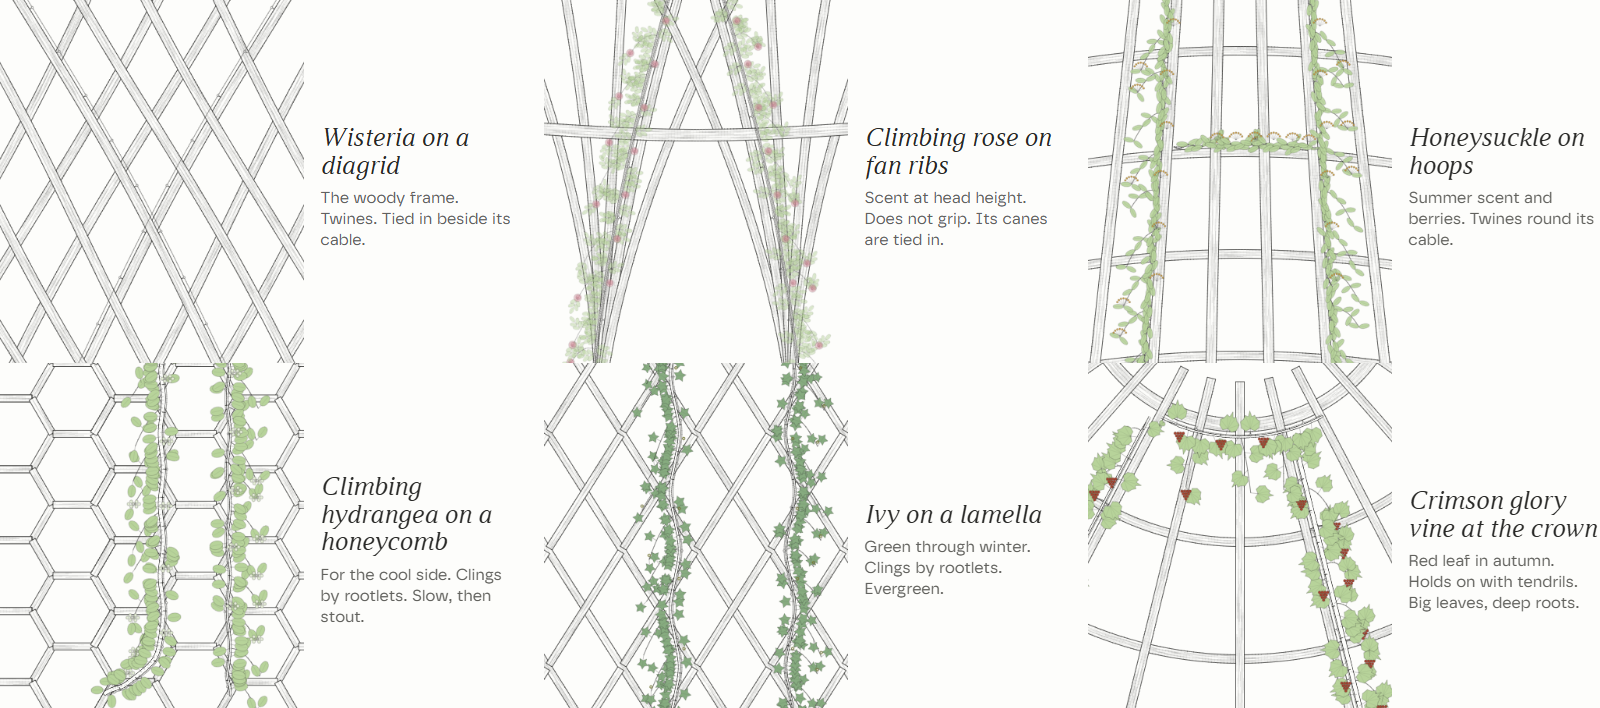 Wisteria on a
diagrid
The woody frame.
Twines. Tied in beside its
cable.
Climbing rose on
fan ribs
Scent at head height.
Does not grip. Its canes
are tied in.
Honeysuckle on
hoops
Summer scent and
berries. Twines round its
cable.
Climbing
hydrangea on a
honeycomb
For the cool side. Clings
by rootlets. Slow, then
stout.
Ivy on a lamella
Green through winter.
Clings by rootlets.
Evergreen.
Crimson glory
vine at the crown
Red leaf in autumn.
Holds on with tendrils.
Big leaves, deep roots.